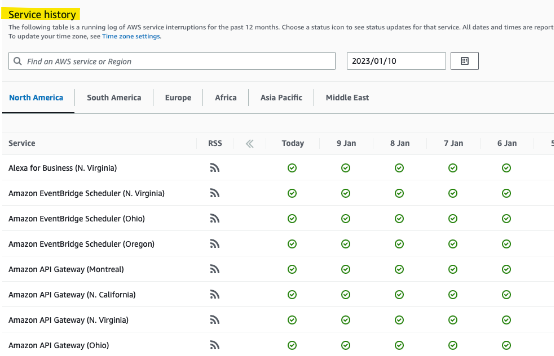 Service history
The following table is a running log of AWS service interruptions for the past 12 months. Choose a status icon to see status updates for that service. All dates and times are report
To update your time zone, see Time zone settings.
Find an AWS service or Region
2023/01/10
North America South America Europe Africa Asia Pacific Middle East
Service RSS Today 9 Jan 8 Jan 7 Jan 6 Jan 5
Alexa for Business (N. Virginia)
Amazon EventBridge Scheduler (N. Virginia)
Amazon EventBridge Scheduler (Ohio)
Amazon EventBridge Scheduler (Oregon)
Amazon API Gateway (Montreal)
Amazon API Gateway (N. California)
Amazon API Gateway (N. Virginia)
Amazon API Gateway (Ohio)